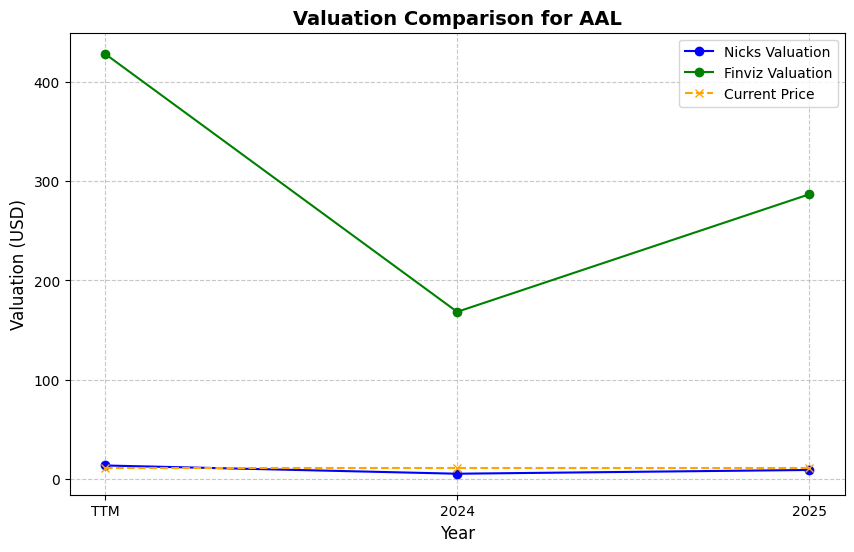 Valuation Comparison for AAL
Nicks Valuation
Finviz Valuation
Current Price
Valuation (USD)
400
300
200
100
0
TTM
2024
2025
Year